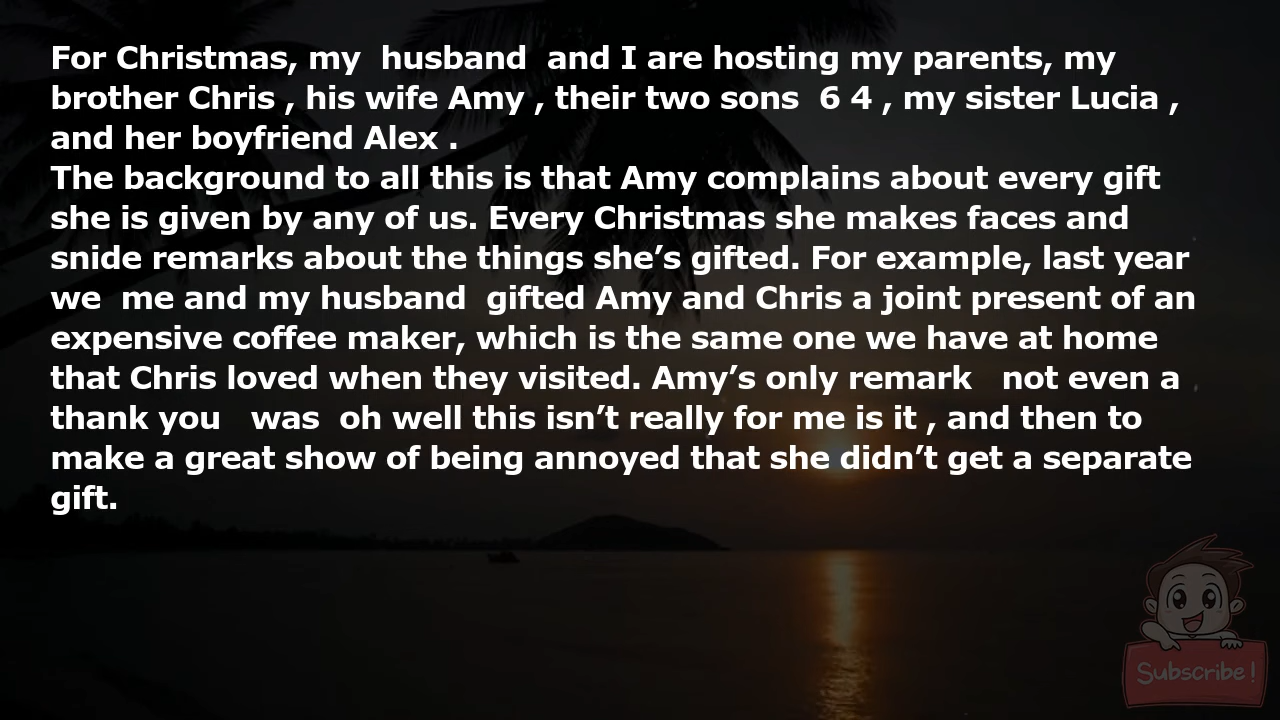 For Christmas, my  husband  and I are hosting my parents, my
brother Chris , his wife Amy , their two sons  6 4 , my sister Lucia ,
and her boyfriend Alex .
The background to all this is that Amy complains about every gift
she is given by any of us. Every Christmas she makes faces and
snide remarks about the things she’s gifted. For example, last year
we  me and my husband  gifted Amy and Chris a joint present of an
expensive coffee maker, which is the same one we have at home
that Chris loved when they visited. Amy’s only remark   not even a
thank you   was  oh well this isn’t really for me is it , and then to
make a great show of being annoyed that she didn’t get a separate
gift.
Subscribe!